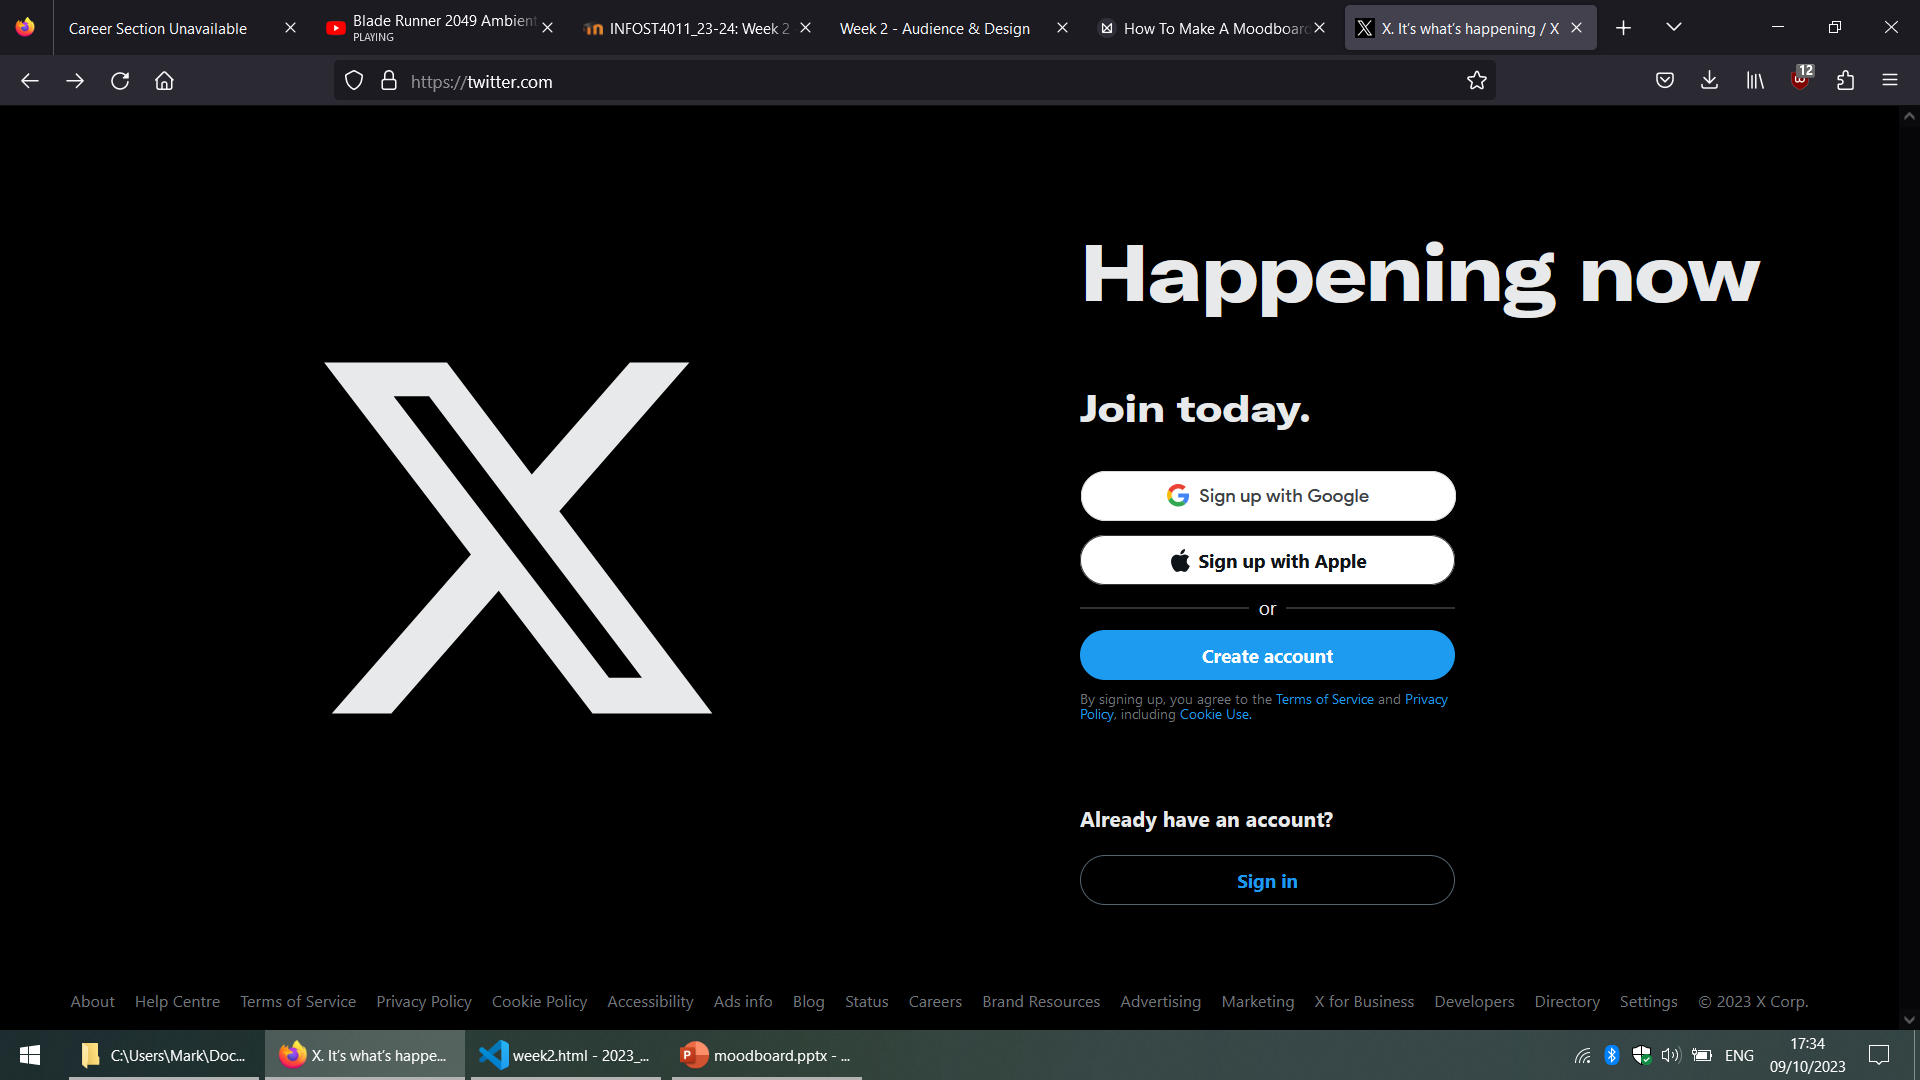 Career Section Unavailable
Blade Runner 2049 Ambient
PLAYING
INFOST4011_23-24: Week 2
Week 2 - Audience & Design
How To Make A Moodboard
X. It's what's happening / X
https://twitter.com
12
Happening now
Join today.
Sign up with Google
Sign up with Apple
or
Create account
By signing up, you agree to the Terms of Service and Privacy
Policy, including Cookie Use.
Already have an account?
Sign in
About Help Centre Terms of Service Privacy Policy Cookie Policy Accessibility Ads info Blog Status Careers Brand Resources Advertising Marketing X for Business Developers Directory Settings © 2023 X Corp.
C:\Users\Mark\Doc...
X. It's what's happe...
week2.html - 2023_...
moodboard.pptx - ...
ENG
17:34
09/10/2023